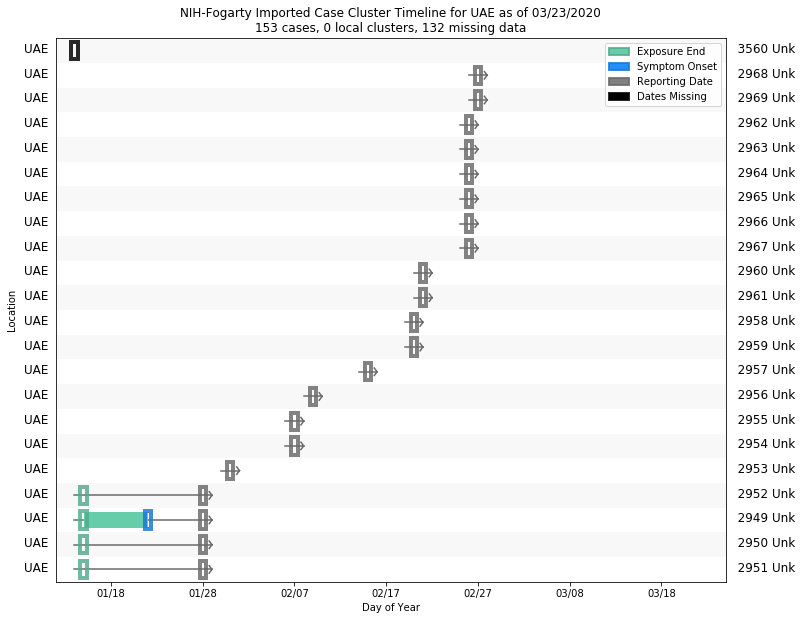 NIH-Fogarty Imported Case Cluster Timeline for UAE as of 03/23/2020
153 cases, 0 local clusters, 132 missing data
Exposure End
Symptom Onset
Reporting Date
Dates Missing
UAE 3560 Unk
UAE 2968 Unk
UAE 2969 Unk
UAE 2962 Unk
UAE 2963 Unk
UAE 2964 Unk
UAE 2965 Unk
UAE 2966 Unk
UAE 2967 Unk
UAE 2960 Unk
UAE 2961 Unk
UAE 2958 Unk
UAE 2959 Unk
UAE 2957 Unk
UAE 2956 Unk
UAE 2955 Unk
UAE 2954 Unk
UAE 2953 Unk
UAE 2952 Unk
UAE 2949 Unk
UAE 2950 Unk
UAE 2951 Unk
Location
01/18 01/28 02/07 02/17 02/27 03/08 03/18
Day of Year